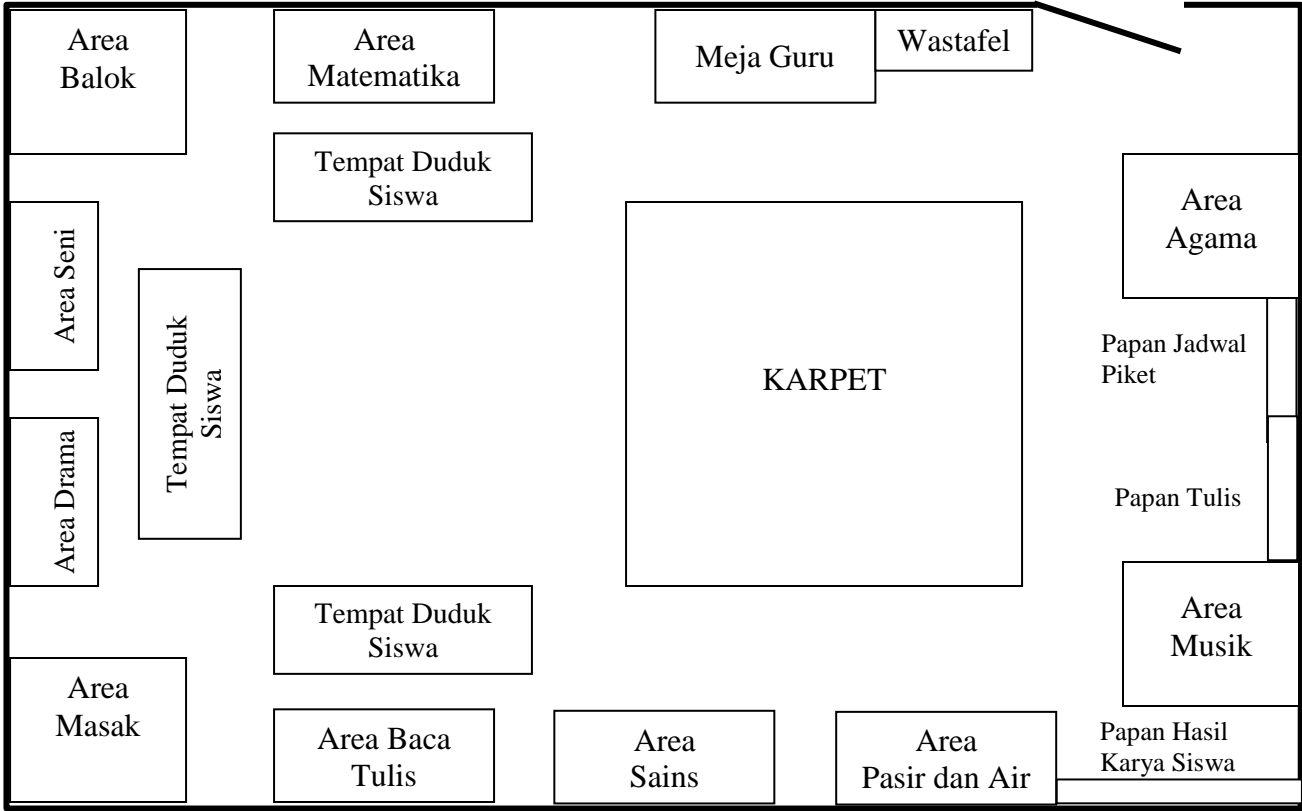 Area
Balok
Area
Matematika
Meja Guru
Wastafel
Tempat Duduk
Siswa
Area
Agama
Area Seni
Tempat Duduk
Siswa
KARPET
Papan Jadwal
Piket
Area Drama
Papan Tulis
Tempat Duduk
Siswa
Area
Musik
Area
Masak
Area Baca
Tulis
Area
Sains
Area
Pasir dan Air
Papan Hasil
Karya Siswa